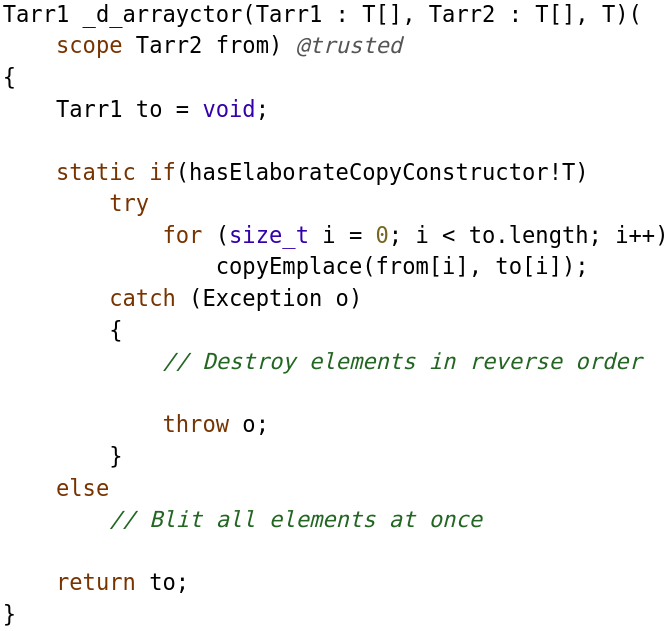 Tarr1 _d_arrayctor(Tarr1 : T[], Tarr2 : T[], T)(
    scope Tarr2 from) @trusted
{
    Tarr1 to = void;

    static if(hasElaborateCopyConstructor!T)
        try
            for (size_t i = 0; i < to.length; i++)
                copyEmplace(from[i], to[i]);
        catch (Exception o)
        {
            // Destroy elements in reverse order

            throw o;
        }
    else
        // Blit all elements at once

    return to;
}